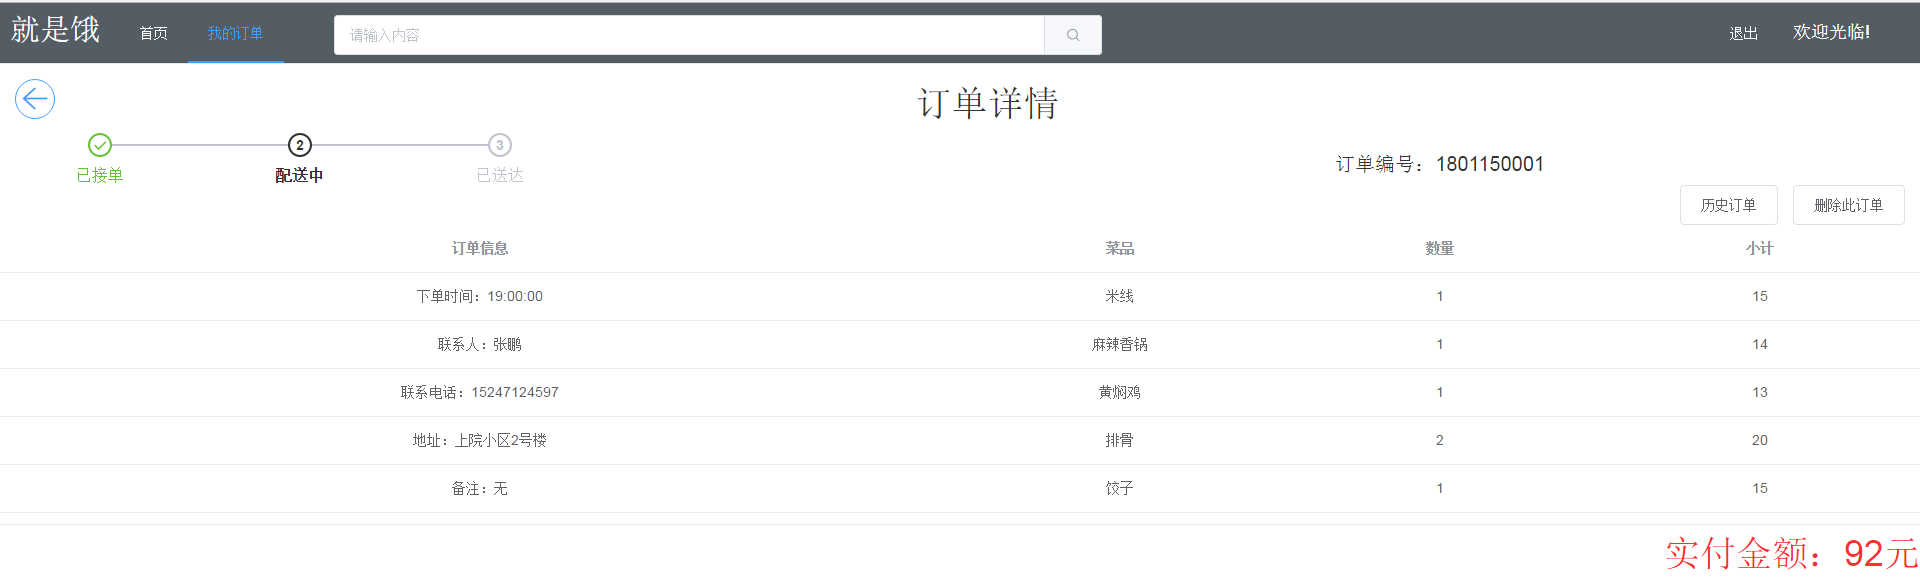 就是饿 首页 我的订单 请输入内容 退出 欢迎光临!
订单详情
2 3
已接单 配送中 已送达
订单编号：1801150001
历史订单 删除此订单
订单信息 菜品 数量 小计
下单时间：19:00:00 米线 1 15
联系人：张鹏 麻辣香锅 1 14
联系电话：15247124597 黄焖鸡 1 13
地址：上院小区2号楼 排骨 2 20
备注：无 饺子 1 15
实付金额：92元